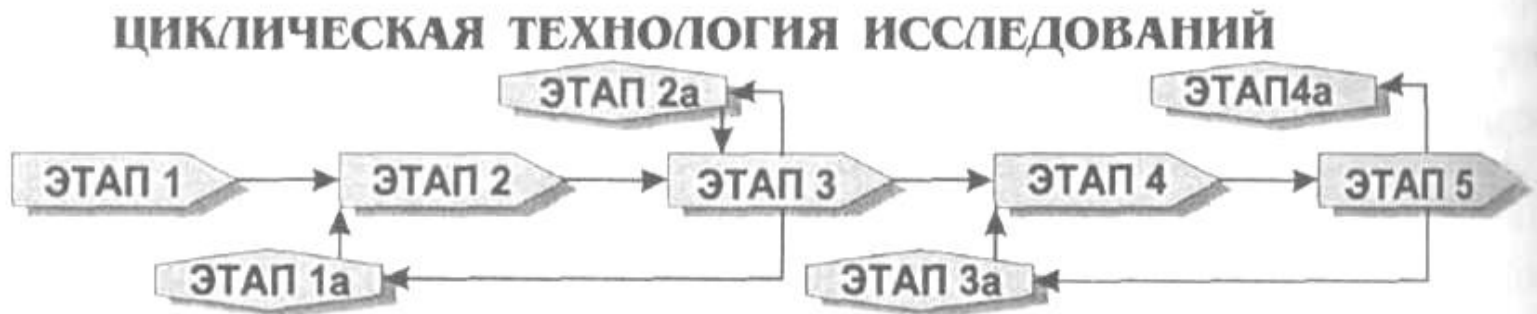 ЦИКЛИЧЕСКАЯ ТЕХНОЛОГИЯ ИССЛЕДОВАНИЙ
ЭТАП 2а
ЭТАП4а
ЭТАП 1
ЭТАП 2
ЭТАП 3
ЭТАП 4
ЭТАП 5
ЭТАП 1а
ЭТАП 3а